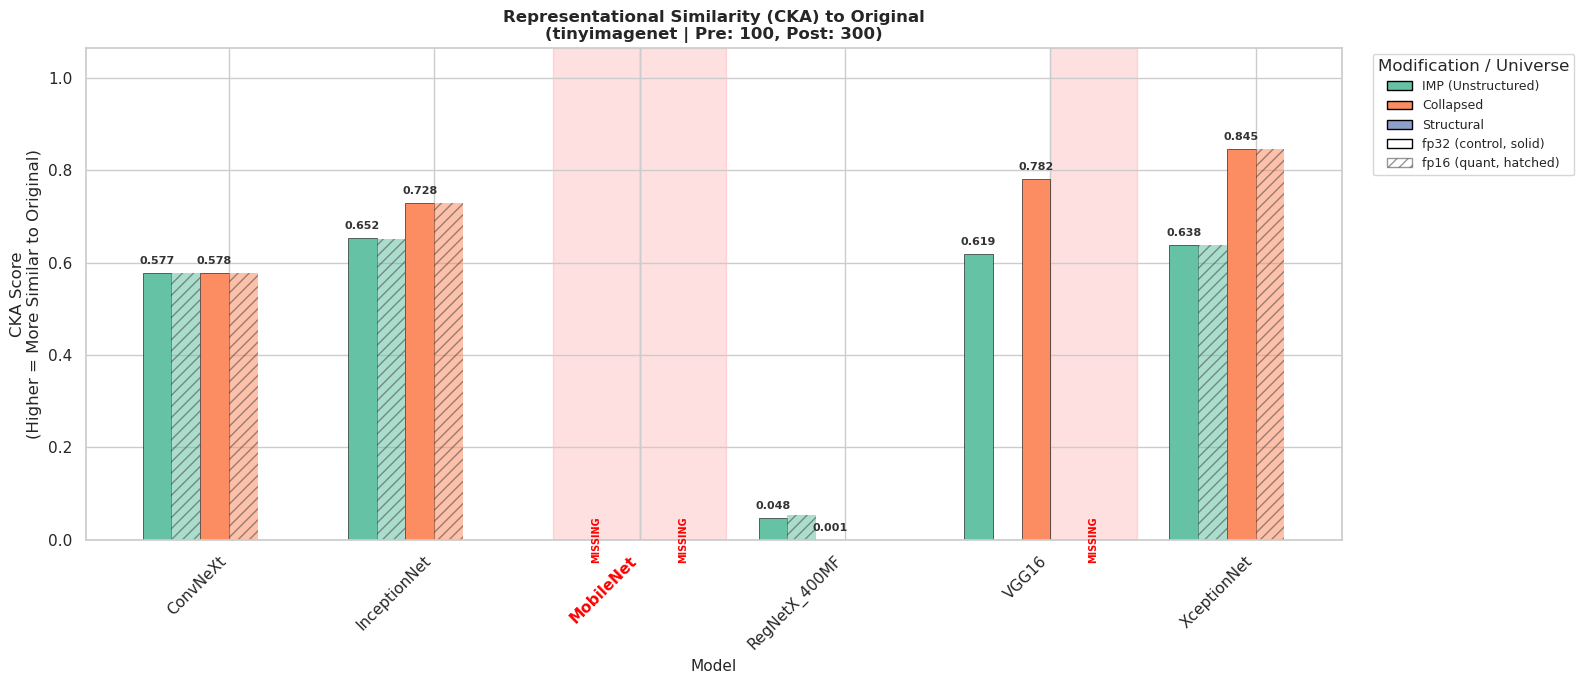 Representational Similarity (CKA) to Original
(tinyimagenet | Pre: 100, Post: 300)
CKA Score
(Higher = More Similar to Original)
1.0
0.8
0.6
0.4
0.2
0.0
0.577
0.578
0.652
0.728
MISSING
MISSING
0.048
0.001
0.619
0.782
MISSING
0.638
0.845
ConvNeXt
InceptionNet
MobileNet
RegNetX_400MF
VGG16
XceptionNet
Model
Modification / Universe
IMP (Unstructured)
Collapsed
Structural
fp32 (control, solid)
fp16 (quant, hatched)